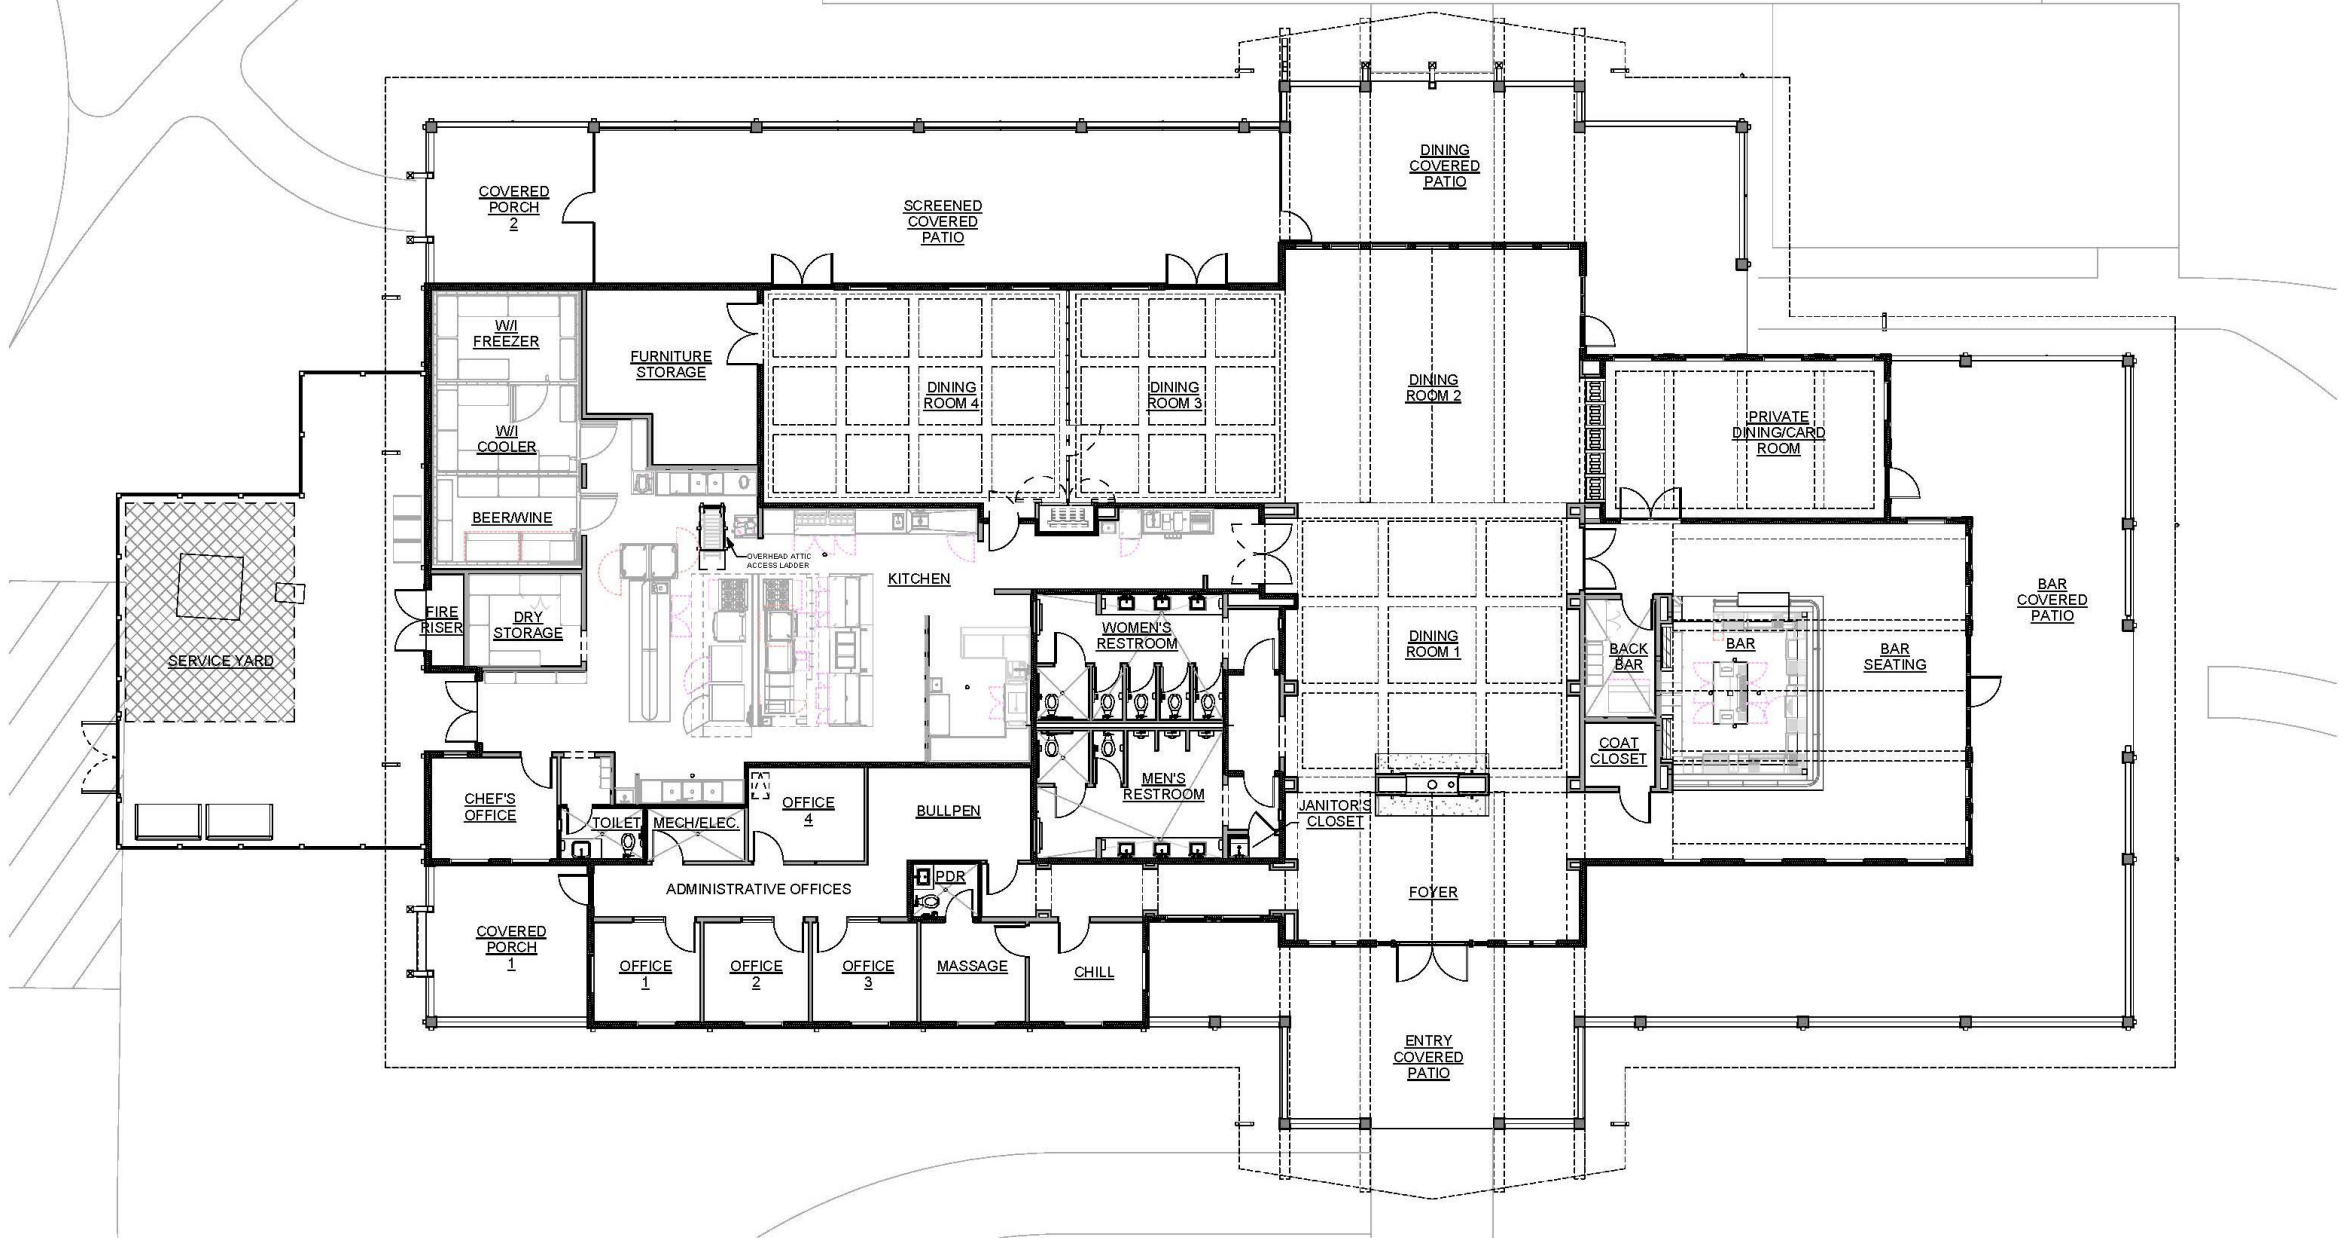 DINING
COVERED
PATIO
COVERED
PORCH
2
SCREENED
COVERED
PATIO
W/I
FREEZER
FURNITURE
STORAGE
DINING
ROOM 4
DINING
ROOM 3
DINING
ROOM 2
PRIVATE
DINING/CARD
ROOM
W/I
COOLER
BEER/WINE
OVERHEAD ATTIC
ACCESS LADDER
KITCHEN
BAR
COVERED
PATIO
FIRE
RISER
DRY
STORAGE
WOMEN'S
RESTROOM
DINING
ROOM 1
BACK
BAR
BAR
BAR
SEATING
SERVICE YARD
COAT
CLOSET
CHEF'S
OFFICE
TOILET
MECH/ELEC.
OFFICE
4
BULLPEN
MEN'S
RESTROOM
JANITOR'S
CLOSET
ADMINISTRATIVE OFFICES
PDR
FOYER
COVERED
PORCH
1
OFFICE
1
OFFICE
2
OFFICE
3
MASSAGE
CHILL
ENTRY
COVERED
PATIO